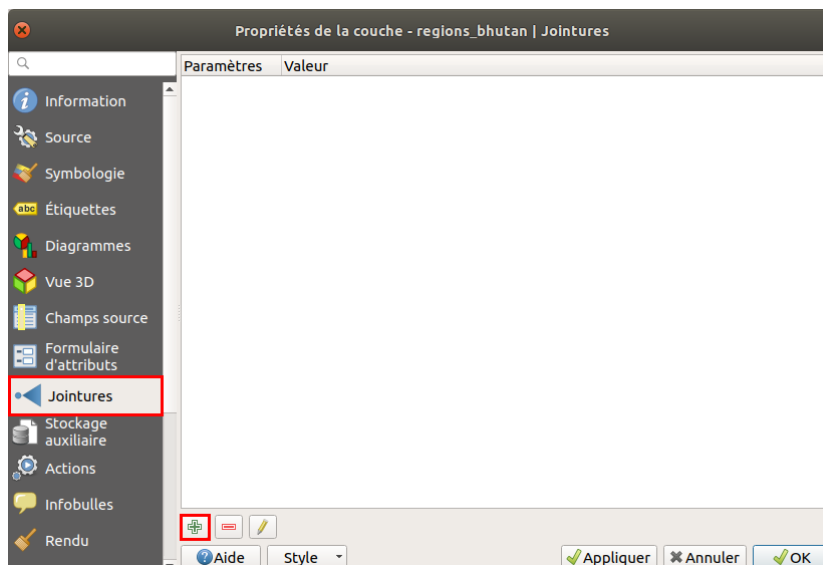 Propriétés de la couche - regions_bhutan | Jointures
Paramètres Valeur
Information
Source
Symbologie
abc Étiquettes
Diagrammes
Vue 3D
Champs source
Formulaire
d'attributs
Jointures
Stockage
auxiliaire
Actions
Infobulles
Rendu
Aide Style Appliquer Annuler OK